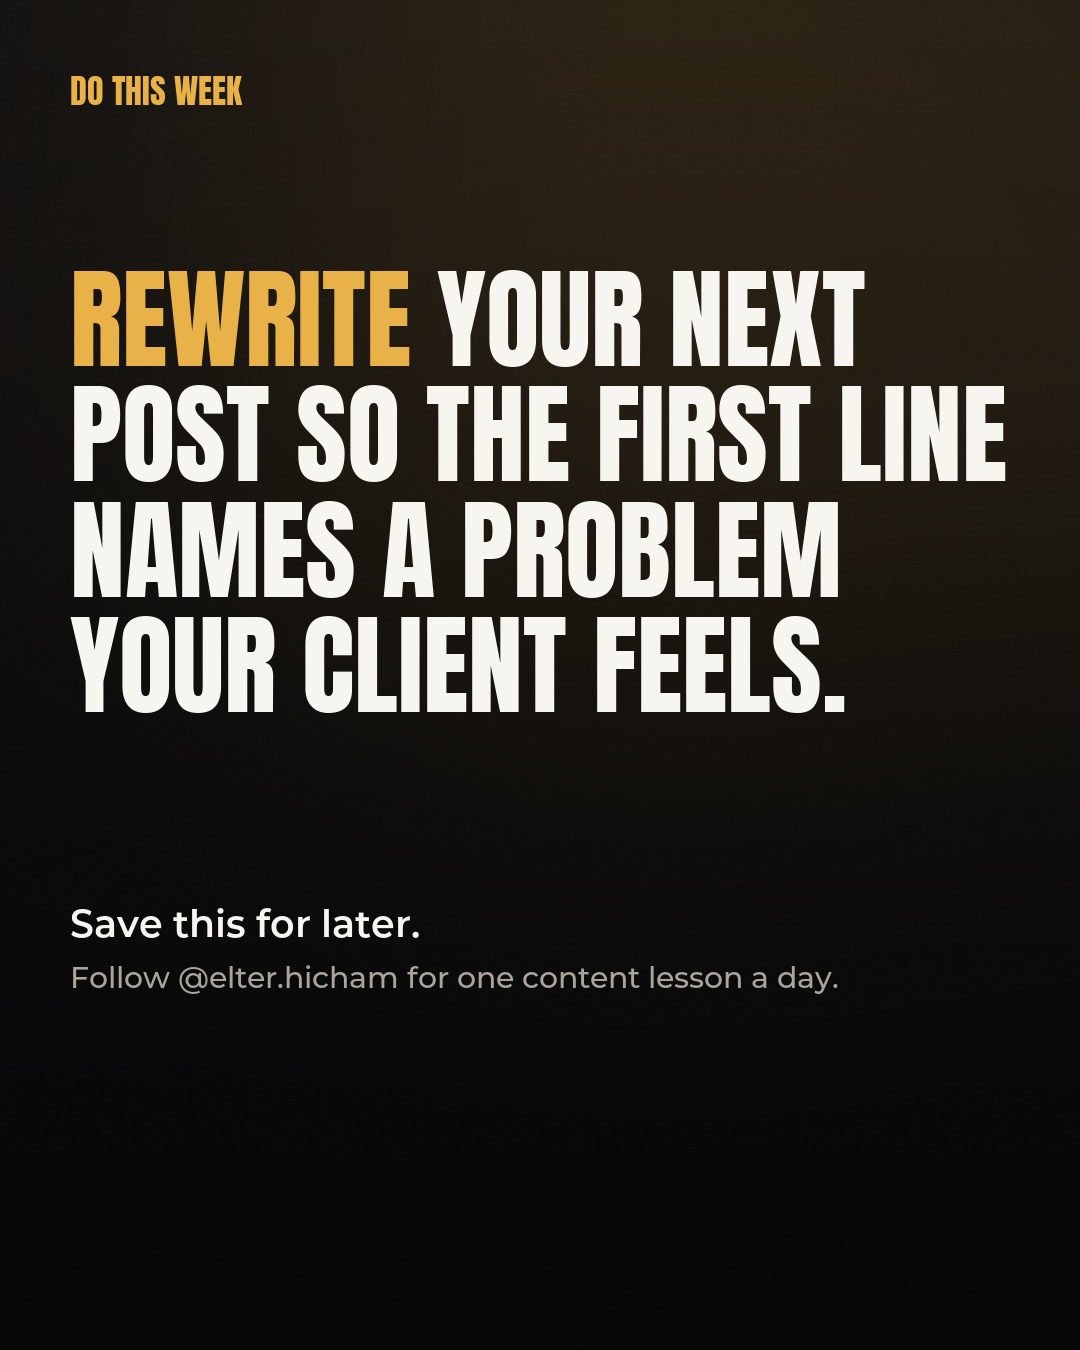 DO THIS WEEK
REWRITE YOUR NEXT
POST SO THE FIRST LINE
NAMES A PROBLEM
YOUR CLIENT FEELS.
Save this for later.
Follow @elter.hicham for one content lesson a day.